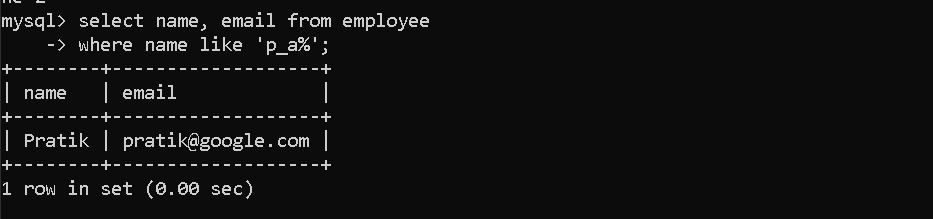 mysql> select name, email from employee
    -> where name like 'p_a%';
+--------+-------------------+
| name   | email             |
+--------+-------------------+
| Pratik | pratik@google.com |
+--------+-------------------+
1 row in set (0.00 sec)